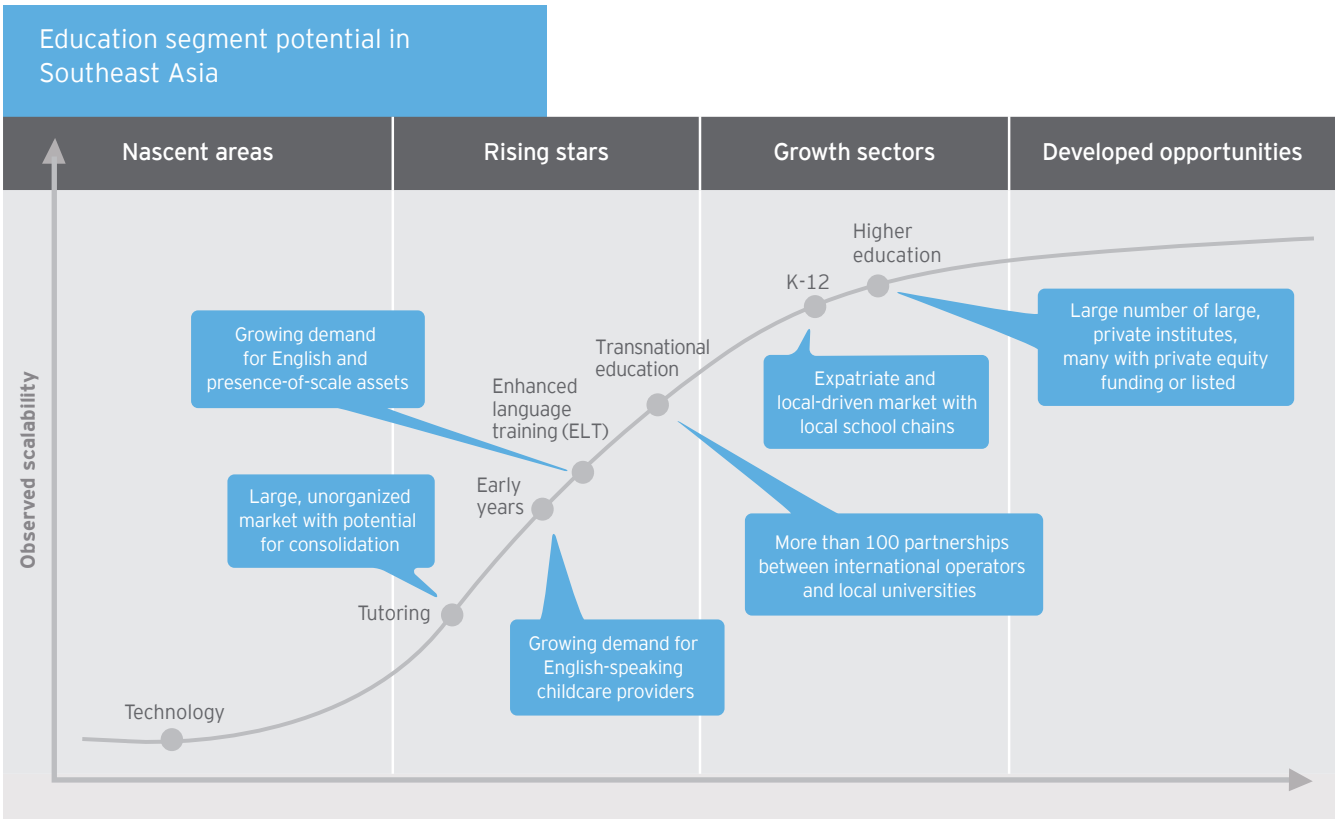 Education segment potential in
Southeast Asia
Nascent areas
Rising stars
Growth sectors
Developed opportunities
Observed scalability
Higher
education
K-12
Large number of large,
private institutes,
many with private equity
funding or listed
Growing demand
for English and
presence-of-scale assets
Transnational
education
Expatriate and
local-driven market with
local school chains
Enhanced
language
training (ELT)
Large, unorganized
market with potential
for consolidation
Early
years
More than 100 partnerships
between international operators
and local universities
Tutoring
Growing demand for
English-speaking
childcare providers
Technology